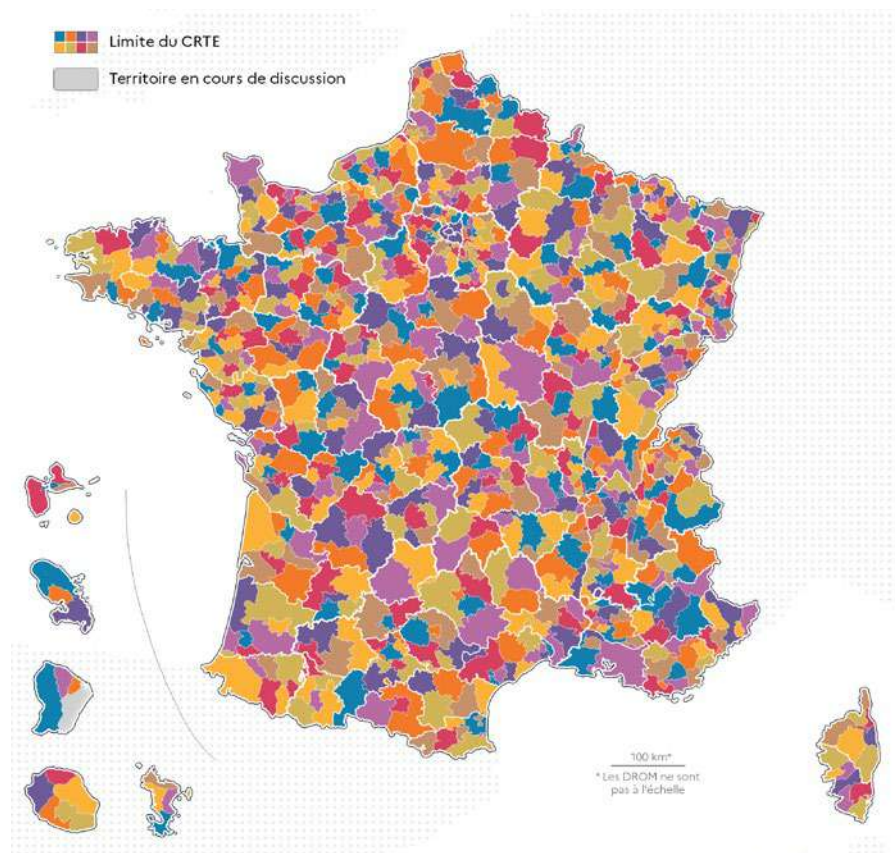 Limite du CRTE
Territoire en cours de discussion
100 km*
* Les DROM ne sont
pas à l'échelle